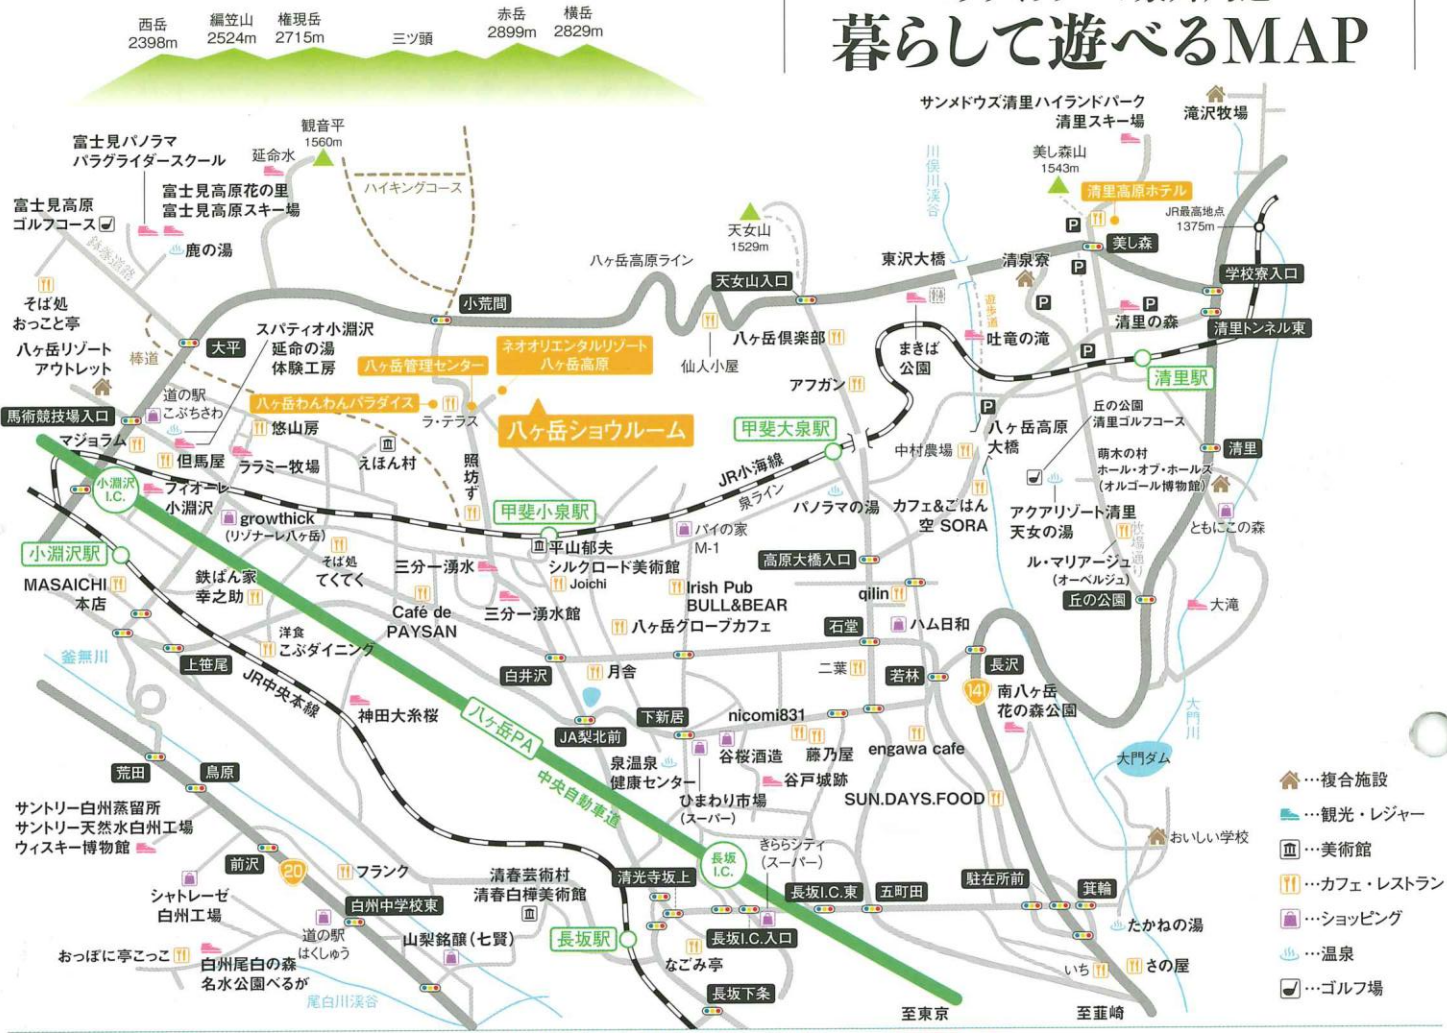 暮らして遊べるMAP
西岳
2398m
編笠山
2524m
権現岳
2715m
三ツ頭
赤岳
2899m
横岳
2829m
観音平
1560m
延命水
富士見パノラマ
パラグライダースクール
富士見高原花の里
富士見高原スキー場
富士見高原
ゴルフコース
鉢巻道路
鹿の湯
ハイキングコース
そば処
おっこと亭
八ヶ岳リゾート
アウトレット
棒道
大平
小荒間
スパティオ小淵沢
延命の湯
体験工房
道の駅
こぶちさわ
馬術競技場入口
マジョラム
但馬屋
悠山房
ララミー牧場
えほん村
八ヶ岳管理センター
八ヶ岳わんわんパラダイス
ラ・テラス
ネオオリエンタルリゾート
八ヶ岳高原
八ヶ岳ショウルーム
照坊ず
八ヶ岳高原ライン
天女山
1529m
天女山入口
仙人小屋
八ヶ岳倶楽部
アフガン
東沢大橋
川俣川渓谷
まきば
公園
遊歩道
吐竜の滝
清泉寮
サンメドウズ清里ハイランドパーク
清里スキー場
滝沢牧場
美し森山
1543m
清里高原ホテル
JR最高地点
1375m
美し森
学校寮入口
清里の森
清里トンネル東
清里駅
P
P
P
P
P
P
丘の公園
清里ゴルフコース
萌木の村
ホール・オブ・ホールズ
(オルゴール博物館)
清里
ともにこの森
八ヶ岳高原
大橋
中村農場
アクアリゾート清里
天女の湯
ル・マリアージュ
(オーベルジュ)
牧場通り
丘の公園
大滝
甲斐大泉駅
JR小海線
泉ライン
パノラマの湯
カフェ&ごはん
空 SORA
小淵沢
I.C.
フィオーレ
小淵沢
growthick
(リゾナーレ八ヶ岳)
小淵沢駅
MASAICHI
本店
鉄ぱん家
幸之助
そば処
てくてく
三分一湧水
三分一湧水館
Café de
PAYSAN
甲斐小泉駅
平山郁夫
シルクロード美術館
Joichi
パイの家
M-1
Irish Pub
BULL&BEAR
八ヶ岳グローブカフェ
高原大橋入口
qilin
石堂
ハム日和
二葉
若林
長沢
141
南八ヶ岳
花の森公園
大門川
大門ダム
釜無川
上笹尾
洋食
こぶダイニング
JR中央本線
神田大糸桜
白井沢
月舎
JA梨北前
下新居
八ヶ岳PA
中央自動車道
泉温泉
健康センター
谷桜酒造
nicomi831
藤乃屋
谷戸城跡
engawa cafe
SUN.DAYS.FOOD
ひまわり市場
(スーパー)
きららシティ
(スーパー)
荒田
鳥原
サントリー白州蒸留所
サントリー天然水白州工場
ウィスキー博物館
前沢
20
フランク
シャトレーゼ
白州工場
白州中学校東
道の駅
はくしゅう
おっぽに亭こっこ
白州尾白の森
名水公園べるが
尾白川渓谷
山梨銘醸(七賢)
清春芸術村
清春白樺美術館
清光寺坂上
長坂駅
長坂
I.C.
長坂I.C.入口
なごみ亭
長坂下条
長坂I.C.東
五町田
駐在所前
箕輪
おいしい学校
たかねの湯
いち
さの屋
至東京
至韮崎
…複合施設
…観光・レジャー
…美術館
…カフェ・レストラン
…ショッピング
…温泉
…ゴルフ場